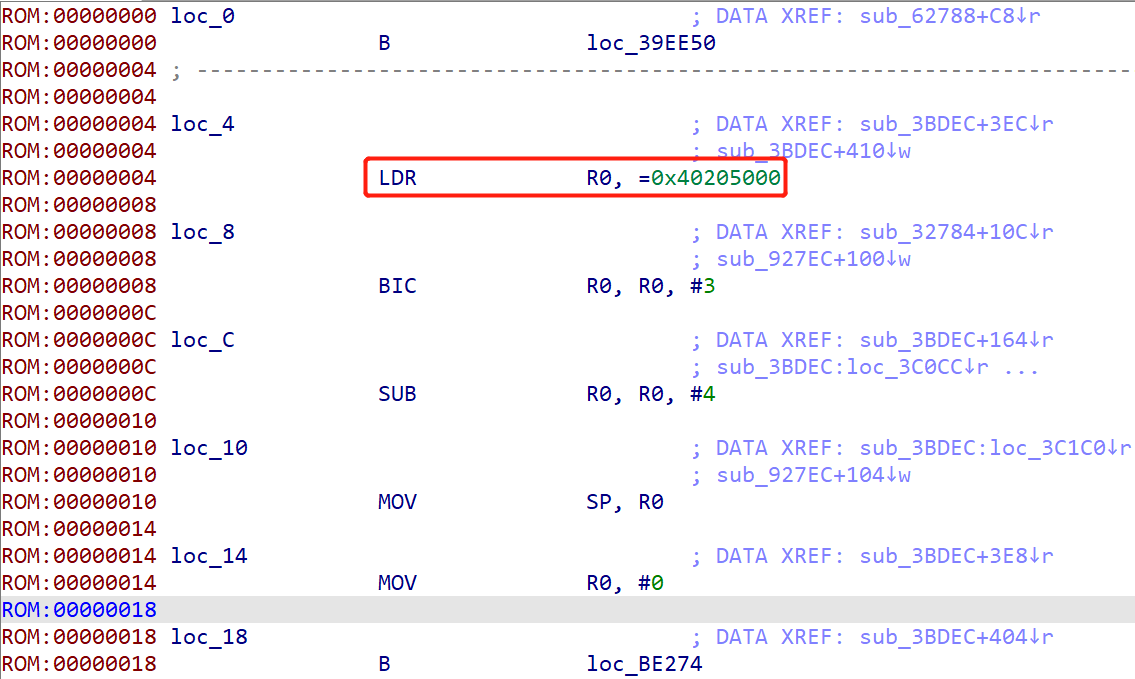 ROM:00000000 loc_0 ; DATA XREF: sub_62788+C8↓r
ROM:00000000 B loc_39EE50
ROM:00000004 ; ---------------------------------------------------------------------------
ROM:00000004
ROM:00000004 loc_4 ; DATA XREF: sub_3BDEC+3EC↓r
ROM:00000004 ; sub_3BDEC+410↓w
ROM:00000004 LDR R0, =0x40205000
ROM:00000008
ROM:00000008 loc_8 ; DATA XREF: sub_32784+10C↓r
ROM:00000008 ; sub_927EC+100↓w
ROM:00000008 BIC R0, R0, #3
ROM:0000000C
ROM:0000000C loc_C ; DATA XREF: sub_3BDEC+164↓r
ROM:0000000C ; sub_3BDEC:loc_3C0CC↓r ...
ROM:0000000C SUB R0, R0, #4
ROM:00000010
ROM:00000010 loc_10 ; DATA XREF: sub_3BDEC:loc_3C1C0↓r
ROM:00000010 ; sub_927EC+104↓w
ROM:00000010 MOV SP, R0
ROM:00000014
ROM:00000014 loc_14 ; DATA XREF: sub_3BDEC+3E8↓r
ROM:00000014 MOV R0, #0
ROM:00000018
ROM:00000018 loc_18 ; DATA XREF: sub_3BDEC+404↓r
ROM:00000018 B loc_BE274